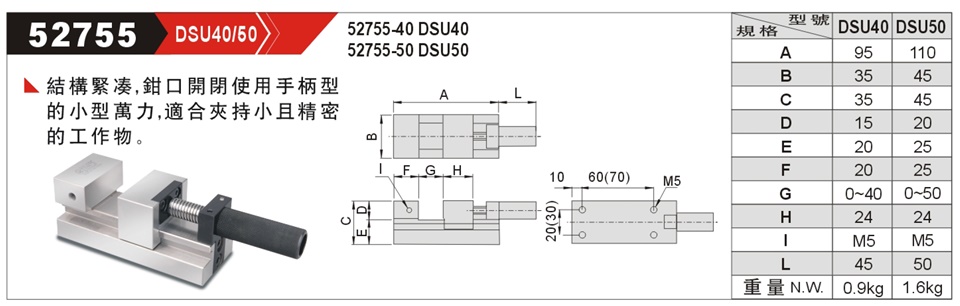 52755 DSU40/50
52755-40 DSU40
52755-50 DSU50
結構緊凑,鉗口開閉使用手柄型
的小型萬力,適合夾持小且精密
的工作物。
A L
B
I F G H
C D
E
10 60(70) M5
20(30)
型號 規格 DSU40 DSU50
A 95 110
B 35 45
C 35 45
D 15 20
E 20 25
F 20 25
G 0~40 0~50
H 24 24
I M5 M5
L 45 50
重量 N.W. 0.9kg 1.6kg